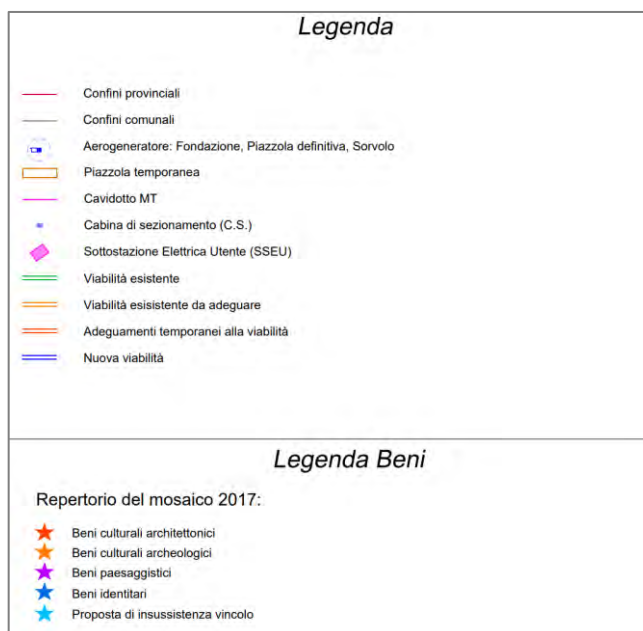 Legenda
Confini provinciali
Confini comunali
Aerogeneratore: Fondazione, Piazzola definitiva, Sorvolo
Piazzola temporanea
Cavidotto MT
Cabina di sezionamento (C.S.)
Sottostazione Elettrica Utente (SSEU)
Viabilità esistente
Viabilità esisistente da adeguare
Adeguamenti temporanei alla viabilità
Nuova viabilità
Legenda Beni
Repertorio del mosaico 2017:
Beni culturali architettonici
Beni culturali archeologici
Beni paesaggistici
Beni identitari
Proposta di insussistenza vincolo